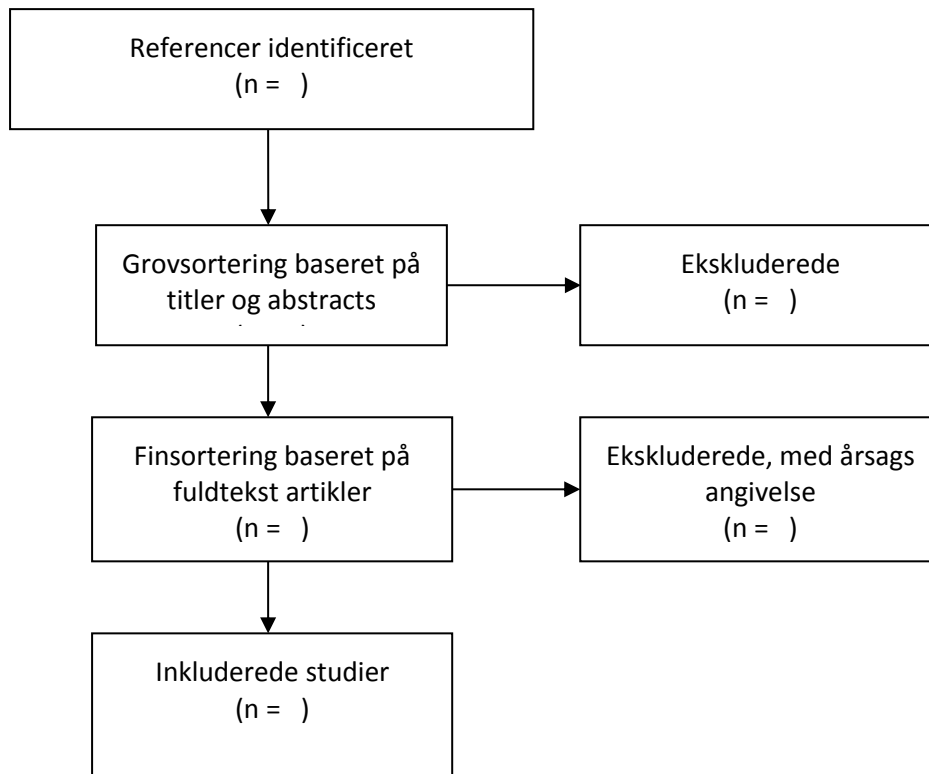 Referencer identificeret
(n =   )
Grovsortering baseret på
titler og abstracts
Ekskluderede
(n =   )
Finsortering baseret på
fuldtekst artikler
(n =   )
Ekskluderede, med årsags
angivelse
(n =   )
Inkluderede studier
(n =   )